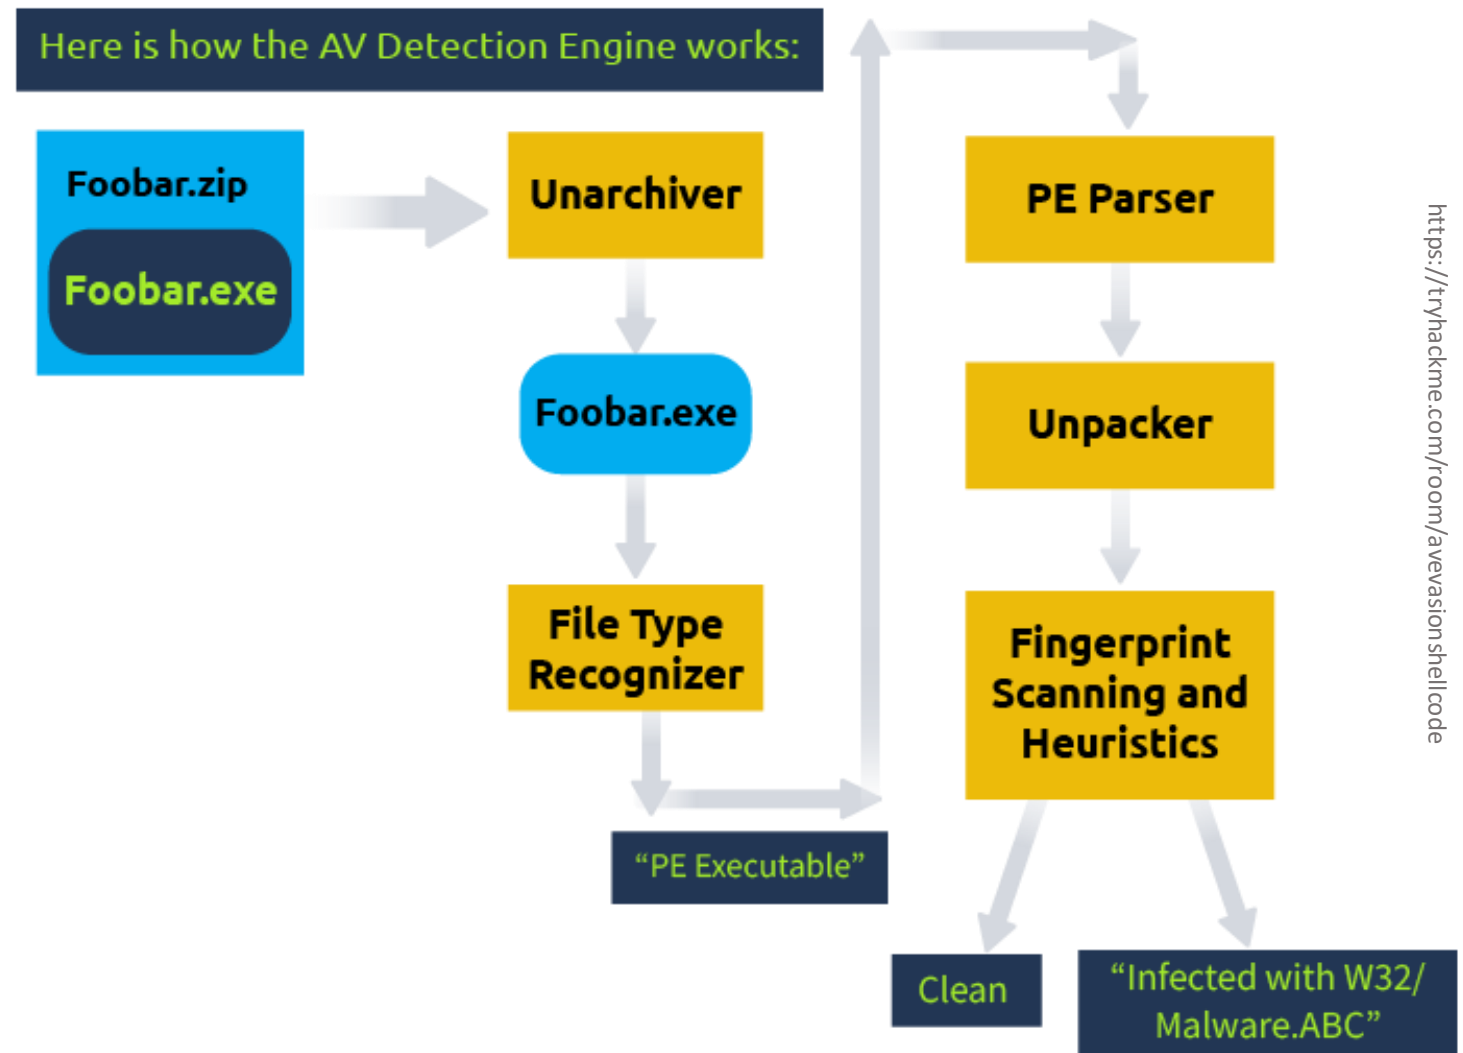 Here is how the AV Detection Engine works:
Foobar.zip
Foobar.exe
Unarchiver
Foobar.exe
File Type
Recognizer
“PE Executable”
PE Parser
Unpacker
Fingerprint
Scanning and
Heuristics
Clean
“Infected with W32/
Malware.ABC”
https://tryhackme.com/room/avevasionshellcode